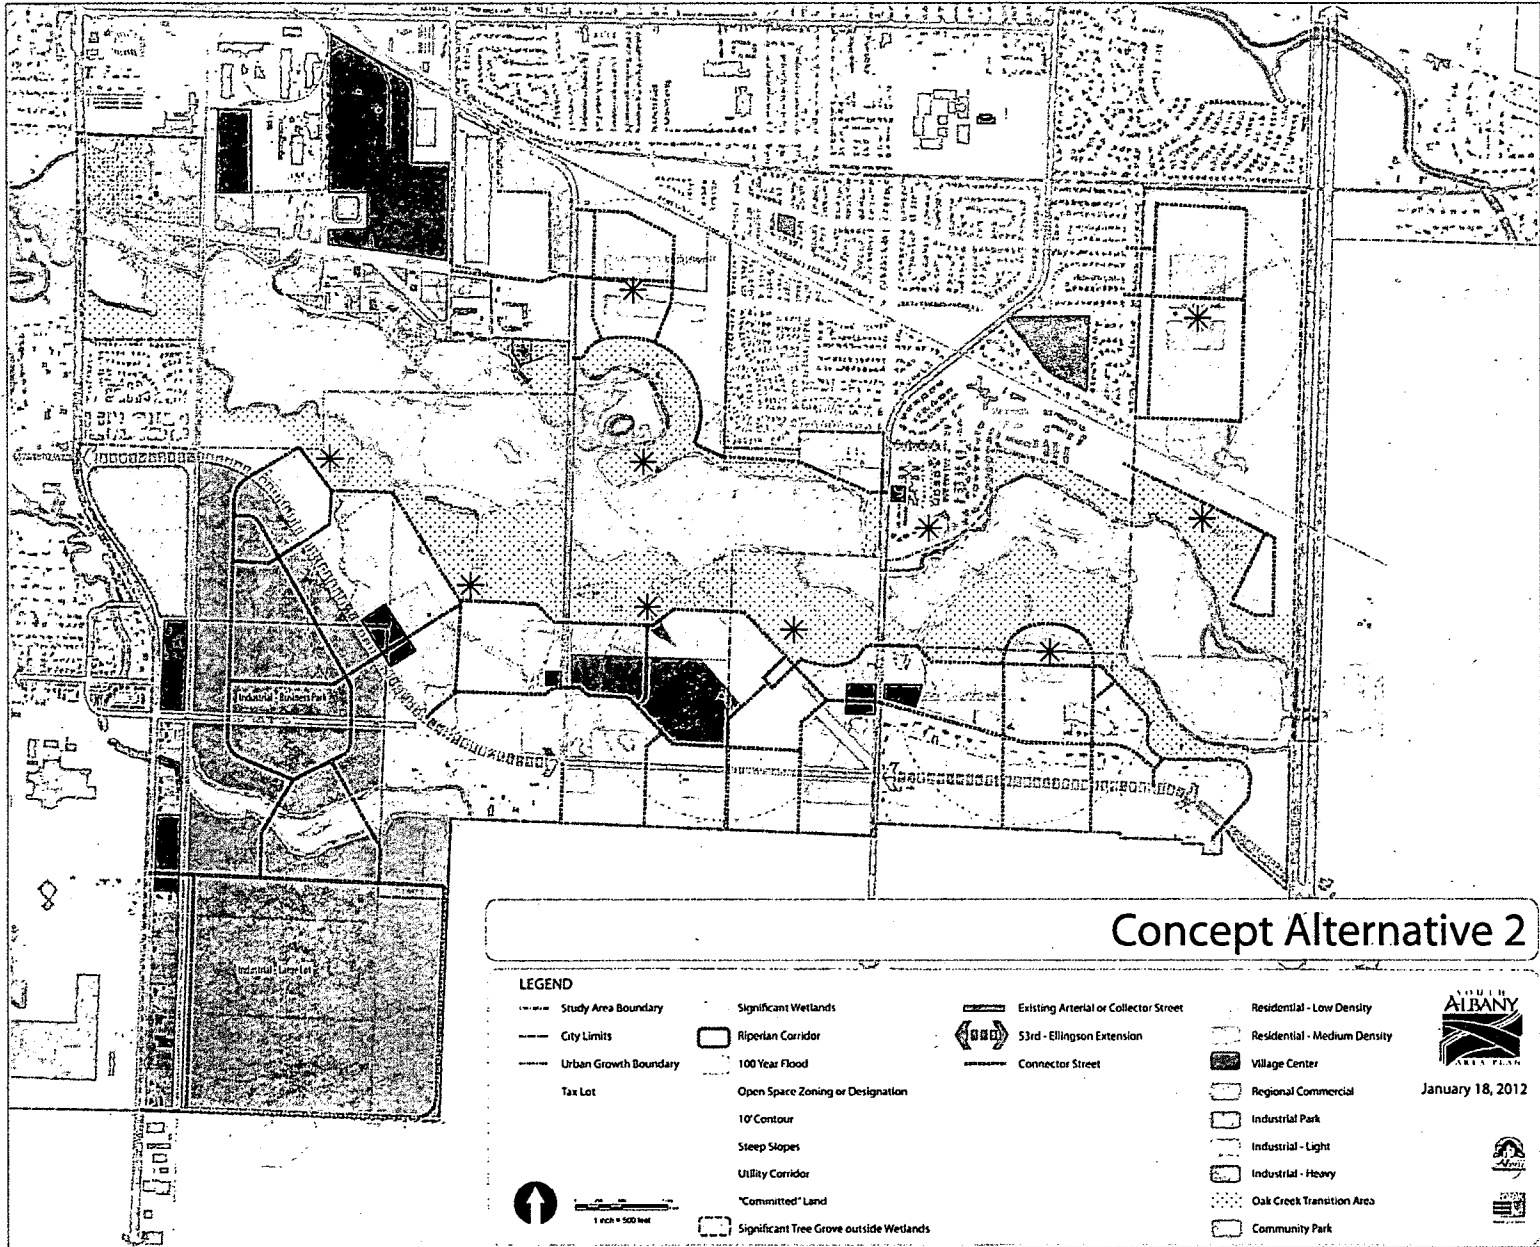 Industrial - Business Park
Industrial - Large Lot
Concept Alternative 2
LEGEND
Study Area Boundary
City Limits
Urban Growth Boundary
Tax Lot
Significant Wetlands
Riperian Corridor
100 Year Flood
Open Space Zoning or Designation
10' Contour
Steep Slopes
Utility Corridor
"Committed" Land
Significant Tree Grove outside Wetlands
Existing Arterial or Collector Street
53rd - Ellingson Extension
Connector Street
Residential - Low Density
Residential - Medium Density
Village Center
Regional Commercial
Industrial Park
Industrial - Light
Industrial - Heavy
Oak Creek Transition Area
Community Park
SOUTH
ALBANY
AREA PLAN
January 18, 2012
1 inch = 500 feet